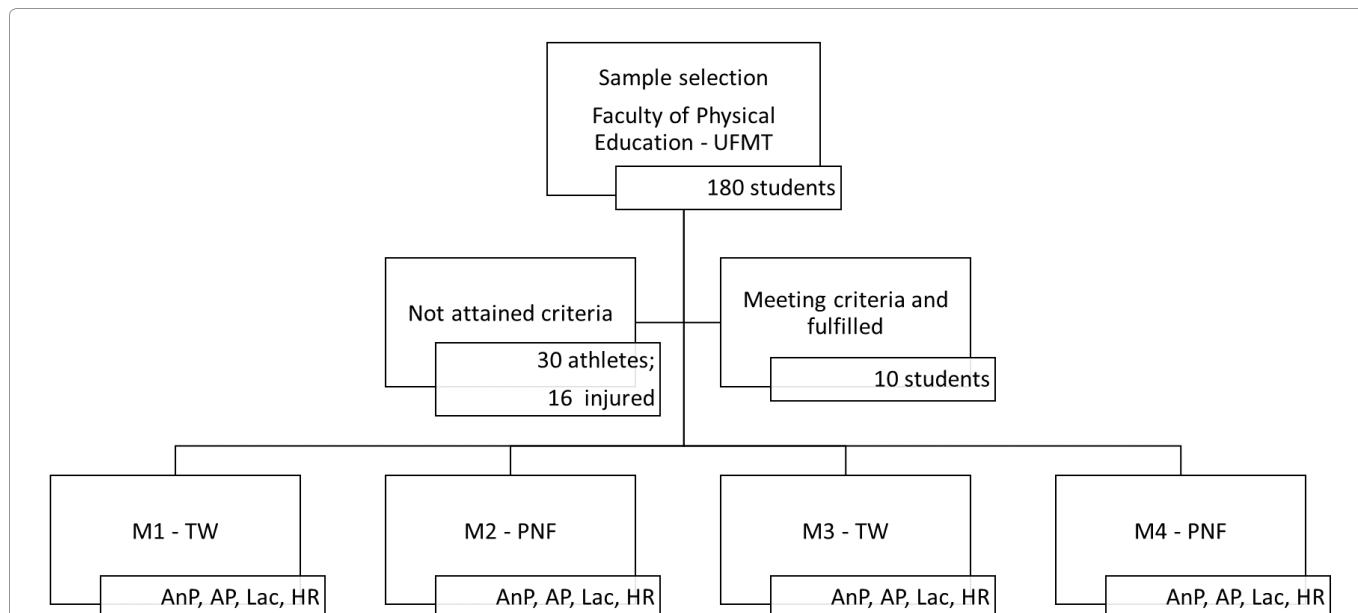 Sample selection
Faculty of Physical
Education - UFMT
180 students
Not attained criteria
30 athletes;
16 injured
Meeting criteria and
fulfilled
10 students
M1 - TW
AnP, AP, Lac, HR
M2 - PNF
AnP, AP, Lac, HR
M3 - TW
AnP, AP, Lac, HR
M4 - PNF
AnP, AP, Lac, HR